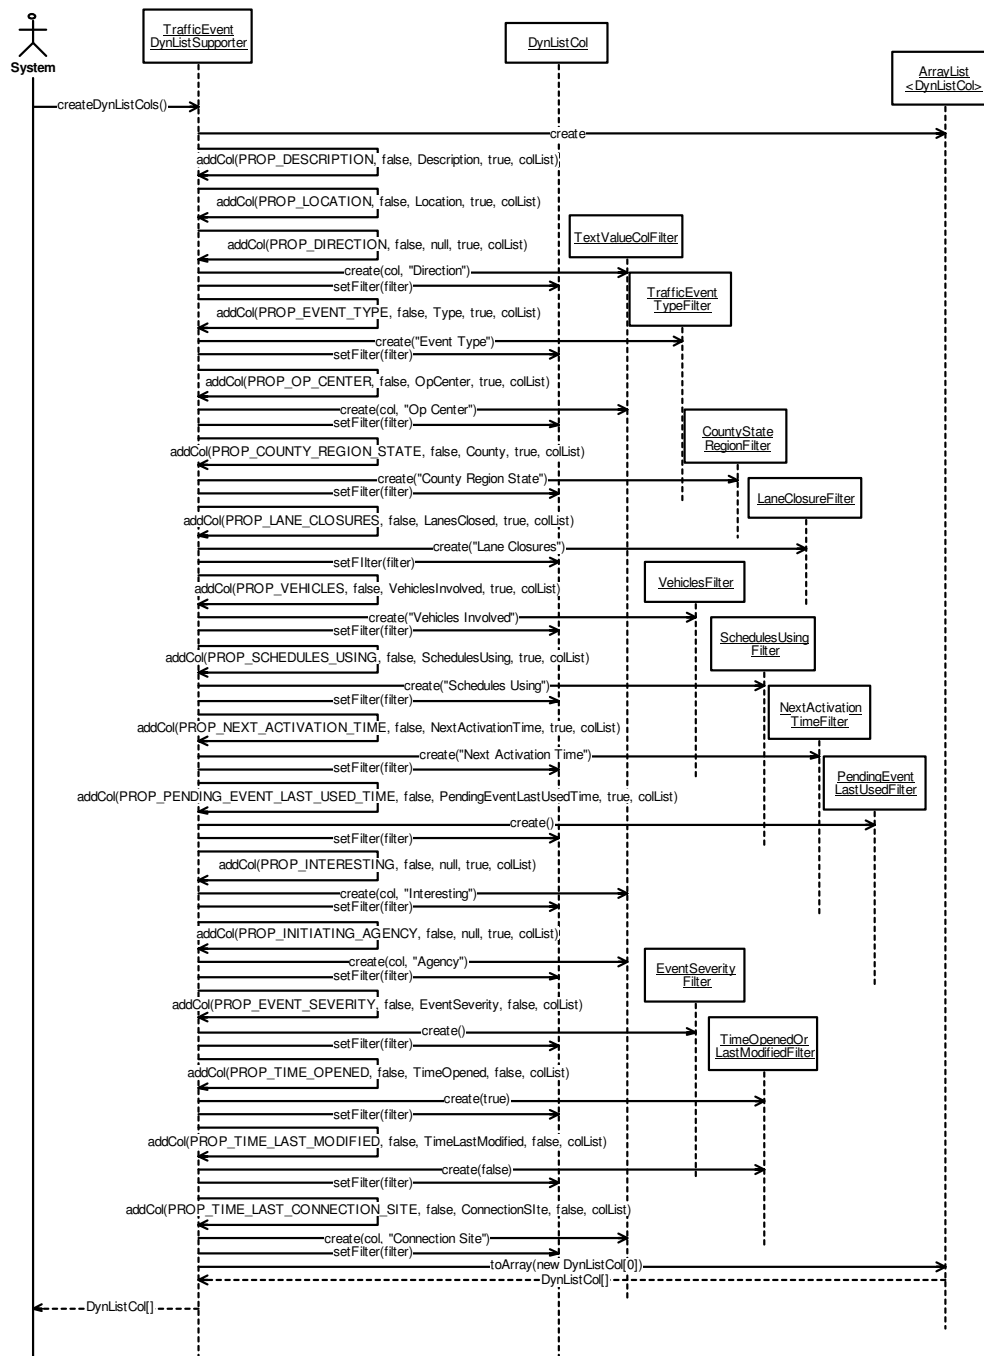 TrafficEvent
DynListSupporter
DynListCol
System
ArrayList
<DynListCol>
createDynListCols()
create
addCol(PROP_DESCRIPTION, false, Description, true, colList)
addCol(PROP_LOCATION, false, Location, true, colList)
TextValueColFilter
addCol(PROP_DIRECTION, false, null, true, colList)
create(col, "Direction")
setFilter(filter)
TrafficEvent
TypeFilter
addCol(PROP_EVENT_TYPE, false, Type, true, colList)
create("Event Type")
setFilter(filter)
addCol(PROP_OP_CENTER, false, OpCenter, true, colList)
create(col, "Op Center")
setFilter(filter)
CountyState
RegionFilter
addCol(PROP_COUNTY_REGION_STATE, false, County, true, colList)
create("County Region State")
setFilter(filter)
LaneClosureFilter
addCol(PROP_LANE_CLOSURES, false, LanesClosed, true, colList)
create("Lane Closures")
setFIlter(filter)
VehiclesFilter
addCol(PROP_VEHICLES, false, VehiclesInvolved, true, colList)
create("Vehicles Involved")
setFilter(filter)
SchedulesUsing
Filter
addCol(PROP_SCHEDULES_USING, false, SchedulesUsing, true, colList)
create("Schedules Using")
setFilter(filter)
NextActivation
TimeFilter
addCol(PROP_NEXT_ACTIVATION_TIME, false, NextActivationTime, true, colList)
create("Next Activation Time")
setFilter(filter)
PendingEvent
LastUsedFilter
addCol(PROP_PENDING_EVENT_LAST_USED_TIME, false, PendingEventLastUsedTime, true, colList)
create()
setFilter(filter)
addCol(PROP_INTERESTING, false, null, true, colList)
create(col, "Interesting")
setFilter(filter)
addCol(PROP_INITIATING_AGENCY, false, null, true, colList)
create(col, "Agency")
setFilter(filter)
EventSeverity
Filter
addCol(PROP_EVENT_SEVERITY, false, EventSeverity, false, colList)
create()
setFilter(filter)
TimeOpenedOr
LastModifiedFilter
addCol(PROP_TIME_OPENED, false, TimeOpened, false, colList)
create(true)
setFilter(filter)
addCol(PROP_TIME_LAST_MODIFIED, false, TimeLastModified, false, colList)
create(false)
setFilter(filter)
addCol(PROP_TIME_LAST_CONNECTION_SITE, false, ConnectionSIte, false, colList)
create(col, "Connection Site")
setFilter(filter)
toArray(new DynListCol[0])
DynListCol[]
DynListCol[]